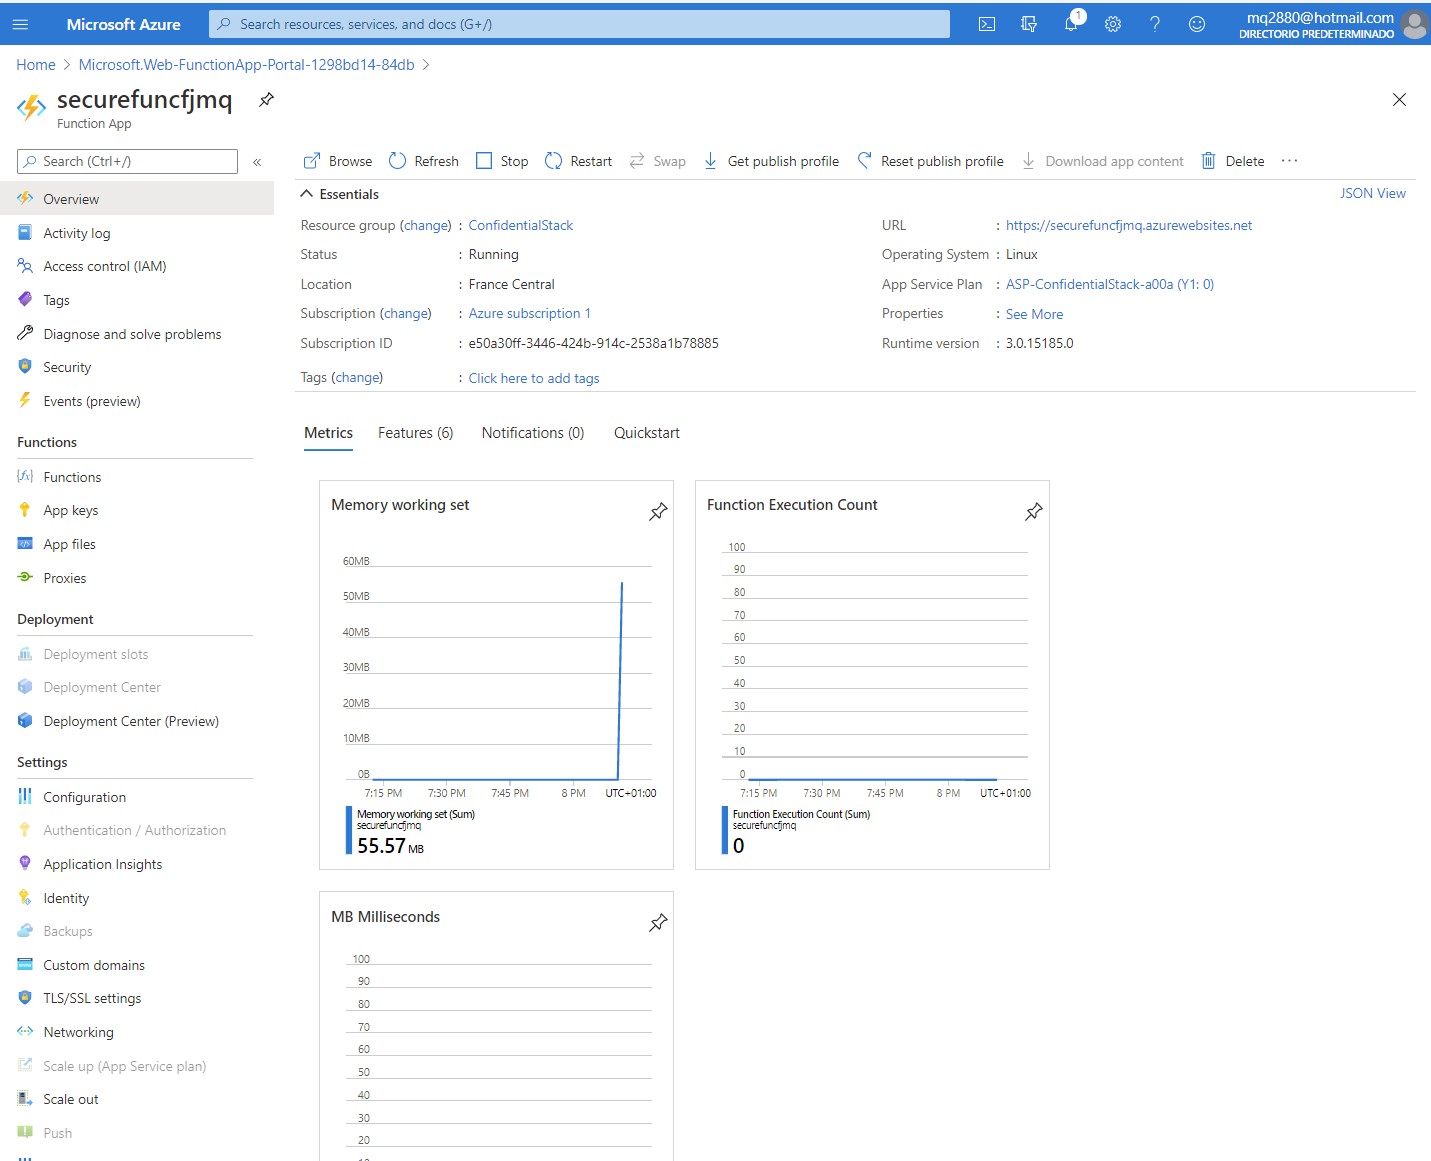 Microsoft Azure
Search resources, services, and docs (G+/)
1
mq2880@hotmail.com
DIRECTORIO PREDETERMINADO
Home > Microsoft.Web-FunctionApp-Portal-1298bd14-84db >
securefuncfjmq
Function App
Search (Ctrl+/)
«
Overview
Activity log
Access control (IAM)
Tags
Diagnose and solve problems
Security
Events (preview)
Functions
Functions
App keys
App files
Proxies
Deployment
Deployment slots
Deployment Center
Deployment Center (Preview)
Settings
Configuration
Authentication / Authorization
Application Insights
Identity
Backups
Custom domains
TLS/SSL settings
Networking
Scale up (App Service plan)
Scale out
Push
Browse Refresh Stop Restart Swap Get publish profile Reset publish profile Download app content Delete ...
Essentials
JSON View
Resource group (change) : ConfidentialStack
Status : Running
Location : France Central
Subscription (change) : Azure subscription 1
Subscription ID : e50a30ff-3446-424b-914c-2538a1b78885
Tags (change) : Click here to add tags
URL : https://securefuncfjmq.azurewebsites.net
Operating System : Linux
App Service Plan : ASP-ConfidentialStack-a00a (Y1: 0)
Properties : See More
Runtime version : 3.0.15185.0
Metrics Features (6) Notifications (0) Quickstart
Memory working set
60MB
50MB
40MB
30MB
20MB
10MB
0B
7:15 PM 7:30 PM 7:45 PM 8 PM UTC+01:00
Memory working set (Sum)
securefuncfjmq
55.57 MB
Function Execution Count
100
90
80
70
60
50
40
30
20
10
0
7:15 PM 7:30 PM 7:45 PM 8 PM UTC+01:00
Function Execution Count (Sum)
securefuncfjmq
0
MB Milliseconds
100
90
80
70
60
50
40
30
20